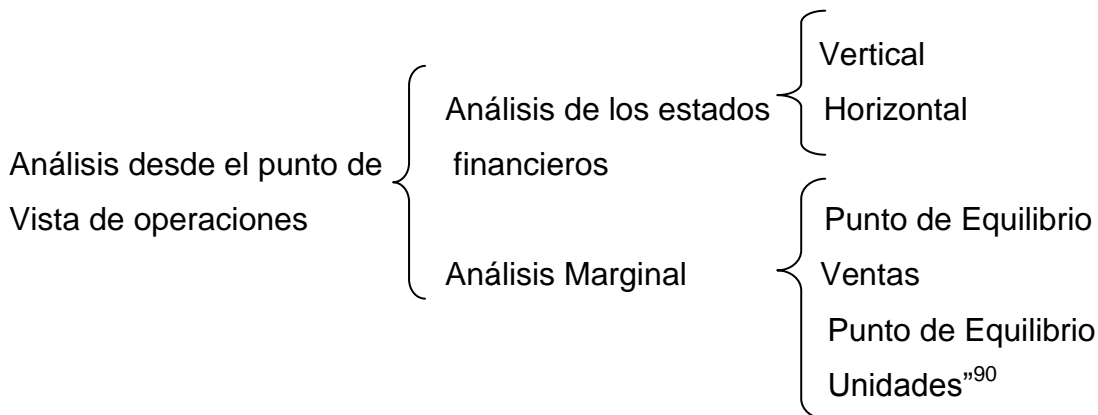 Análisis desde el punto de
Vista de operaciones
Análisis de los estados
financieros
Vertical
Horizontal
Análisis Marginal
Punto de Equilibrio
Ventas
Punto de Equilibrio
Unidades”90